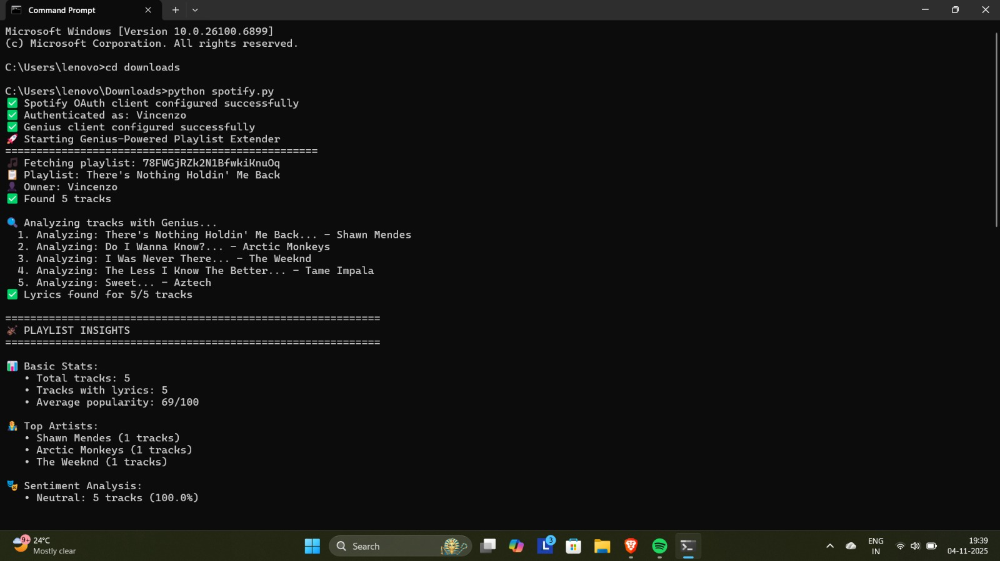 Command Prompt
Microsoft Windows [Version 10.0.26100.6899]
(c) Microsoft Corporation. All rights reserved.
C:\Users\lenovo>cd downloads
C:\Users\lenovo\Downloads>python spotify.py
✅ Spotify OAuth client configured successfully
✅ Authenticated as: Vincenzo
✅ Genius client configured successfully
🚀 Starting Genius-Powered Playlist Extender
==================================================
🎵 Fetching playlist: 78FWGjRZk2N1BfwkiKnuOq
📋 Playlist: There's Nothing Holdin' Me Back
👤 Owner: Vincenzo
✅ Found 5 tracks
🔍 Analyzing tracks with Genius...
1. Analyzing: There's Nothing Holdin' Me Back... - Shawn Mendes
2. Analyzing: Do I Wanna Know?... - Arctic Monkeys
3. Analyzing: I Was Never There... - The Weeknd
4. Analyzing: The Less I Know The Better... - Tame Impala
5. Analyzing: Sweet... - Aztech
✅ Lyrics found for 5/5 tracks
============================================================
🎻 PLAYLIST INSIGHTS
============================================================
📊 Basic Stats:
• Total tracks: 5
• Tracks with lyrics: 5
• Average popularity: 69/100
🧑‍🎤 Top Artists:
• Shawn Mendes (1 tracks)
• Arctic Monkeys (1 tracks)
• The Weeknd (1 tracks)
🎭 Sentiment Analysis:
• Neutral: 5 tracks (100.0%)
9+ 24°C
Mostly clear
Search
L 3
ENG
IN
19:39
04-11-2025